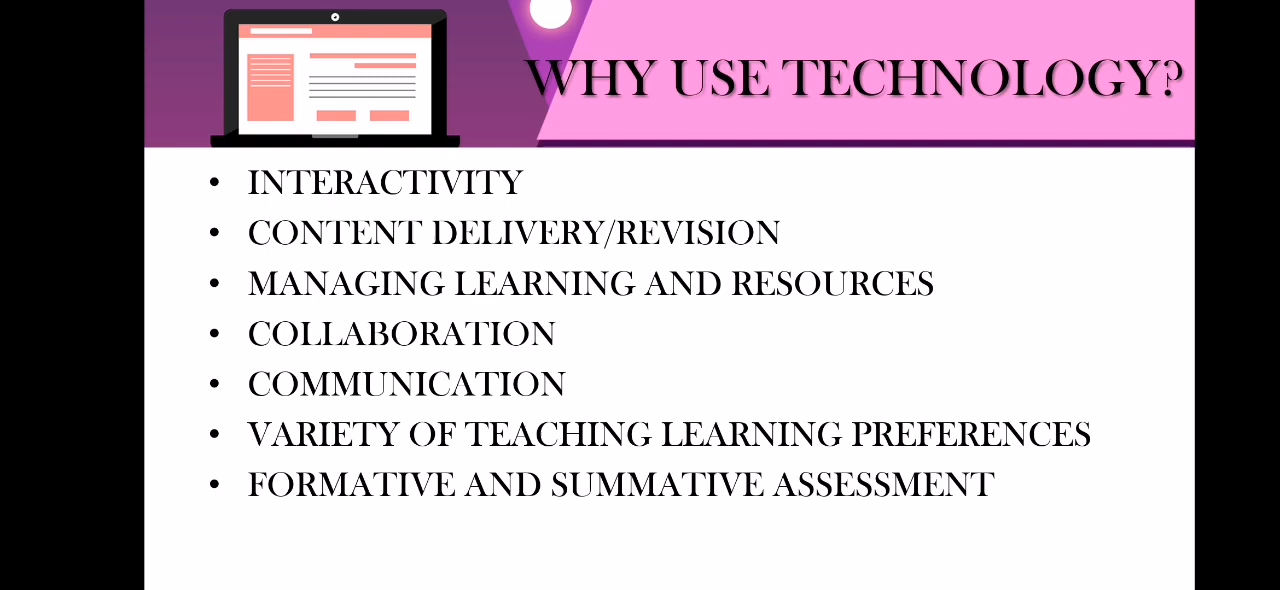 WHY USE TECHNOLOGY?
• INTERACTIVITY
• CONTENT DELIVERY/REVISION
• MANAGING LEARNING AND RESOURCES
• COLLABORATION
• COMMUNICATION
• VARIETY OF TEACHING LEARNING PREFERENCES
• FORMATIVE AND SUMMATIVE ASSESSMENT